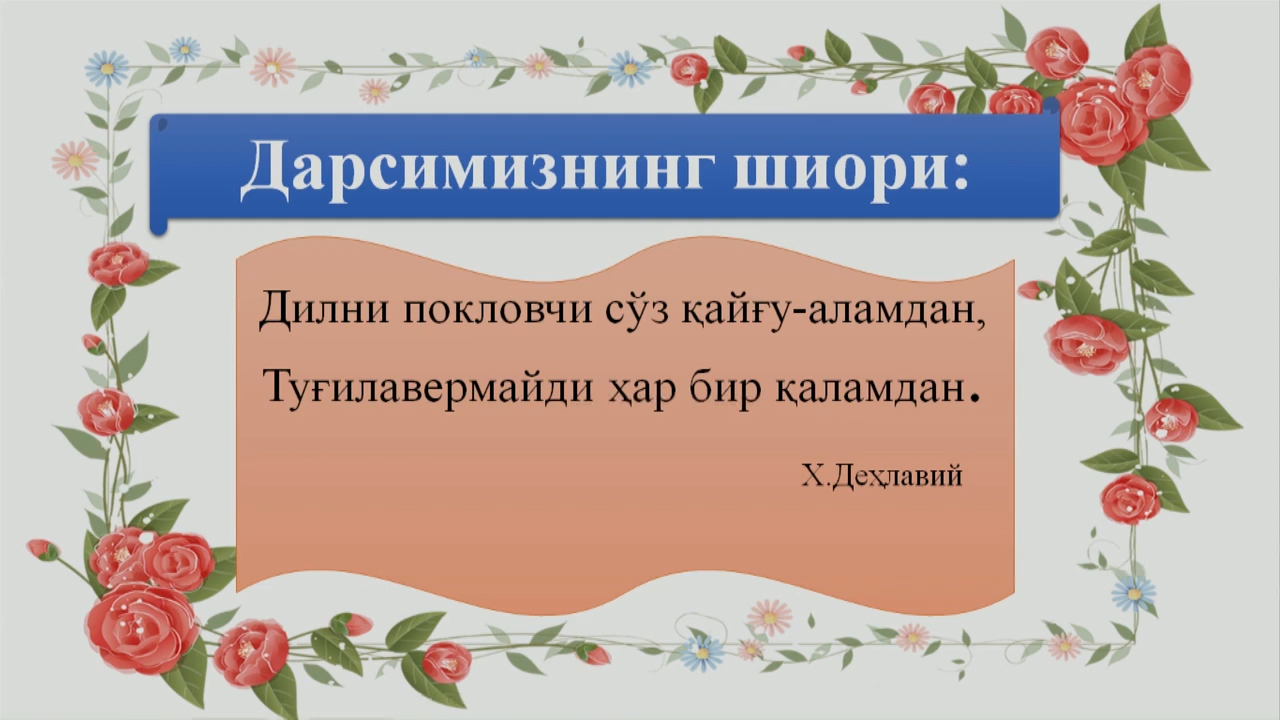 Дарсимизнинг шиори:
Дилни покловчи сўз қайғу-аламдан,
Туғилавермайди ҳар бир қаламдан.
Х.Деҳлавий